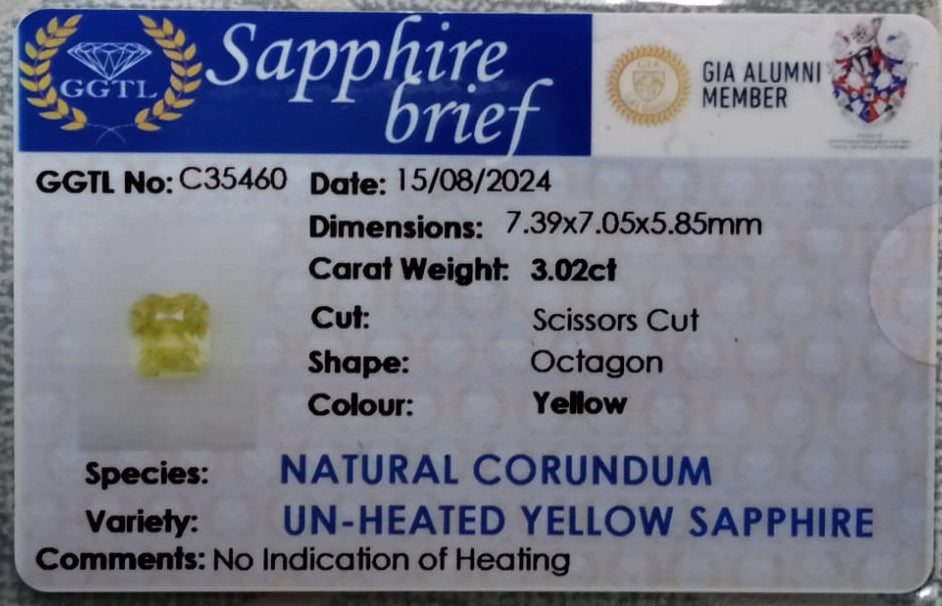 GGTL
Sapphire
brief
GIA
GIA ALUMNI
MEMBER
GGTL No: C35460 Date: 15/08/2024
Dimensions: 7.39x7.05x5.85mm
Carat Weight: 3.02ct
Cut: Scissors Cut
Shape: Octagon
Colour: Yellow
Species: NATURAL CORUNDUM
Variety: UN-HEATED YELLOW SAPPHIRE
Comments: No Indication of Heating